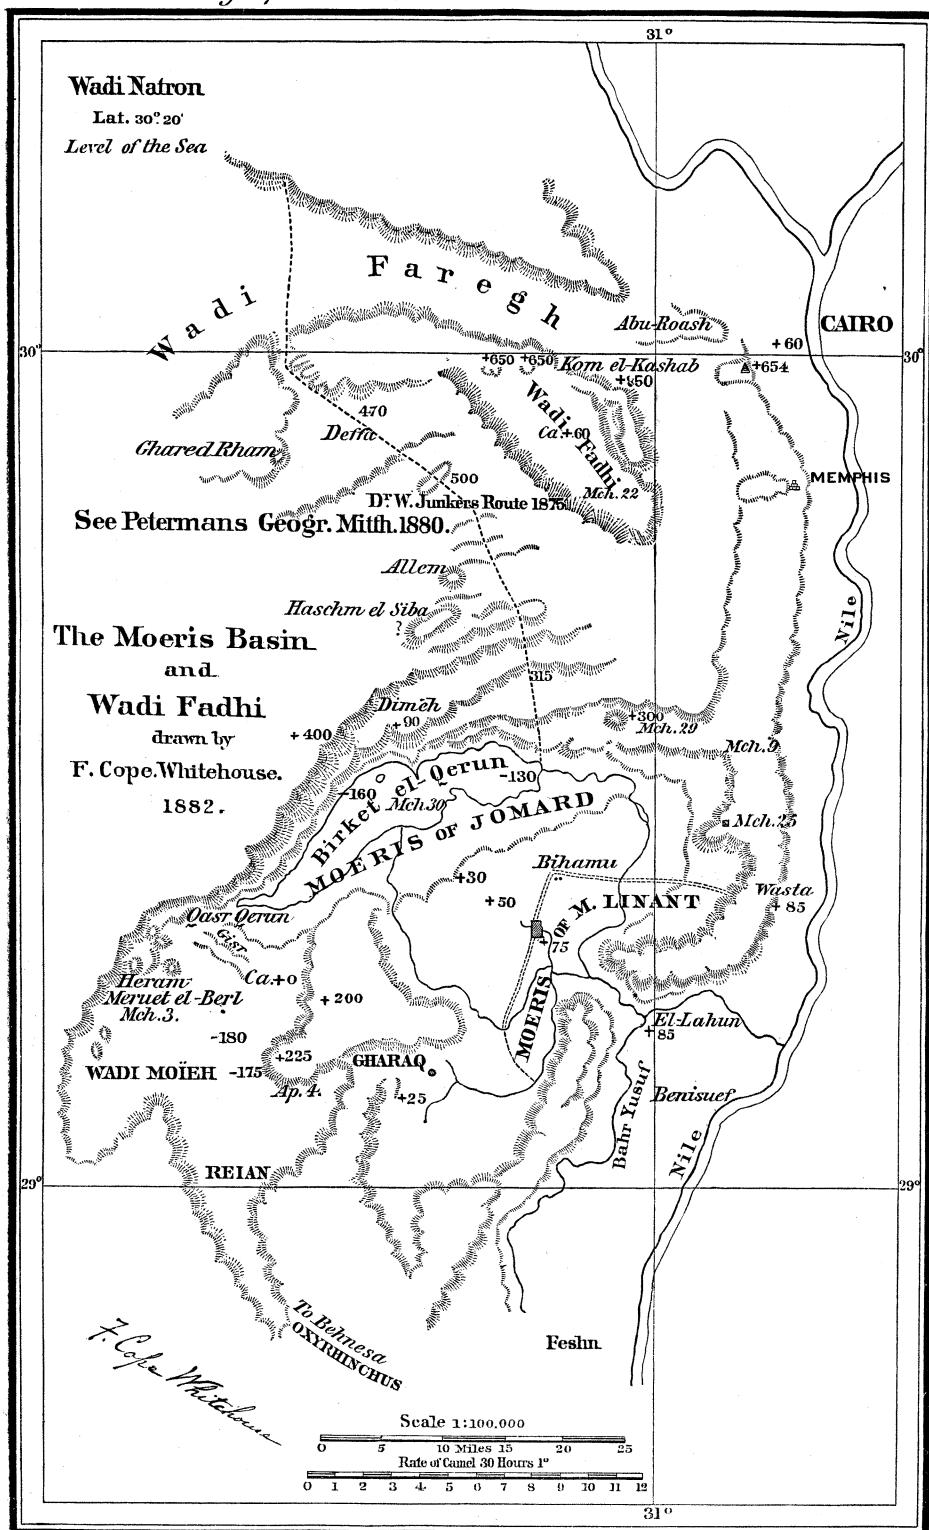 31°
Wadi Natron
Lat. 30° 20'
Level of the Sea
Wadi Faregh
Abu-Roash
CAIRO
+60
30°
30°
+650
+650
Kom el-Kashab
+654
470
Deffa
Wadi Fadhi
Ca.+60
Mch. 22
Ghared Rham
500
MEMPHIS
Dr. W. Junkers Route 1875
See Petermans Geogr. Mitth. 1880.
Allem
Haschm el Siba
?
Nile
The Moeris Basin
and
Wadi Fadhi
drawn by
F. Cope. Whitehouse.
1882.
315
Dimeh
+90
+300
Mch. 29
+400
Mch. 9
Birket el-Qerun
-130
-160
Mch. 30
MOERIS OF JOMARD
Mch. 25
Bihamu
+30
Wasta
+85
+50
MOERIS OF M. LINANT
+75
Qasr Qerun
Gisr
Ca.+0
Heram
Meruet el-Berl
Mch. 3.
+200
El-Lahun
+85
-180
+225
GHARAQ
WADI MOÏEH
-175
Ap. 4.
+25
Benisuef
Bahr Yusuf
Nile
REIAN
29°
29°
To Behnesa
OXYRHINCHUS
Feshn
F. Cope Whitehouse
Scale 1:100.000
0 5 10 Miles 15 20 25
Rate of Camel 30 Hours 1°
0 1 2 3 4 5 6 7 8 9 10 11 12
31°